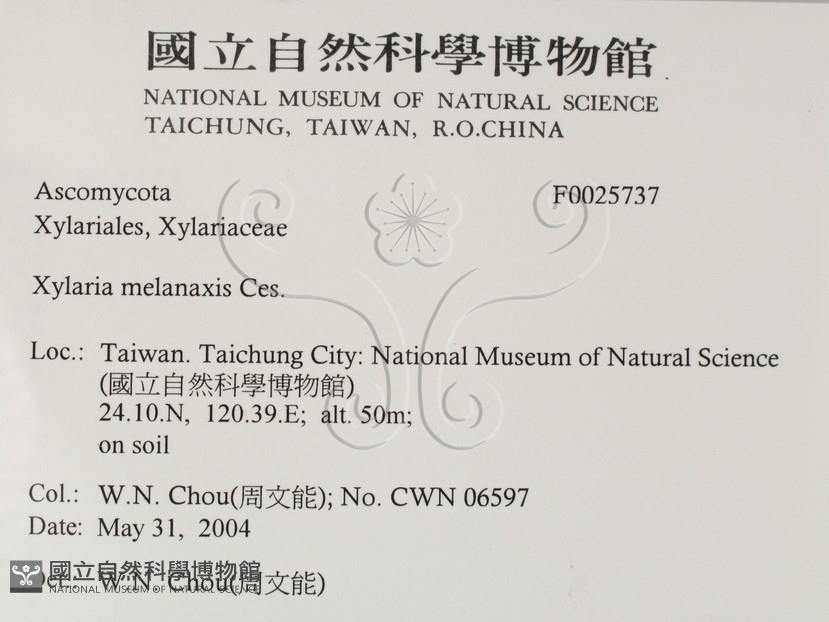 國立自然科學博物館
NATIONAL MUSEUM OF NATURAL SCIENCE
TAICHUNG, TAIWAN, R.O.CHINA
Ascomycota F0025737
Xylariales, Xylariaceae
Xylaria melanaxis Ces.
Loc.: Taiwan. Taichung City: National Museum of Natural Science
(國立自然科學博物館)
24.10.N, 120.39.E; alt. 50m;
on soil
Col.: W.N. Chou(周文能); No. CWN 06597
Date: May 31, 2004
國立自然科學博物館
NATIONAL MUSEUM OF NATURAL SCIENCE
W.N. Chou(周文能)